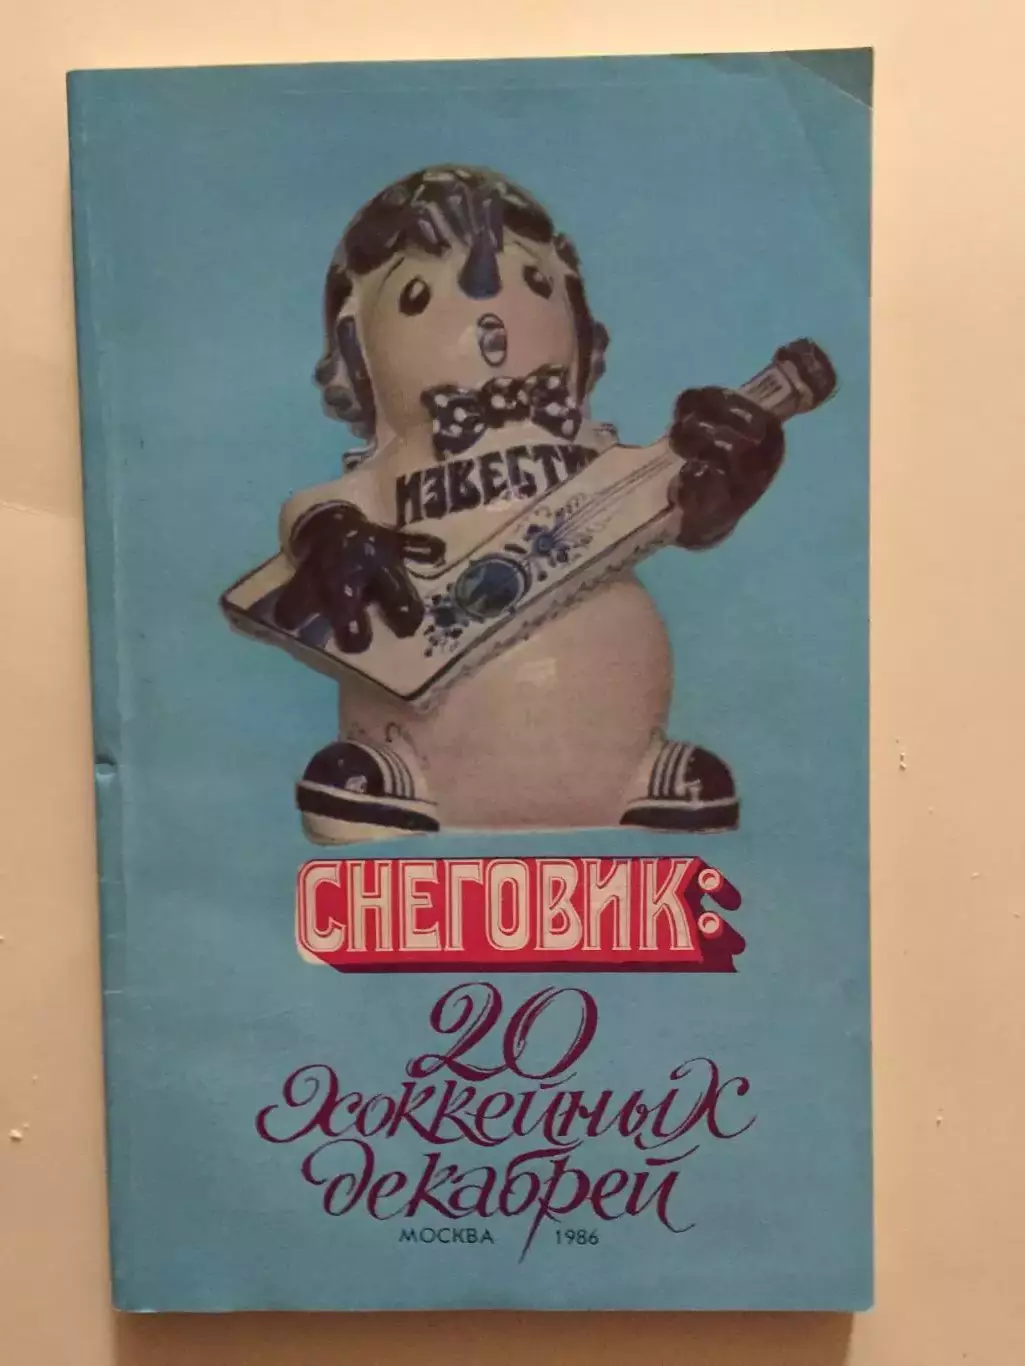 ИЗВЕСТИЯ
СНЕГОВИК:
20
хоккейных
декабрей
МОСКВА 1986